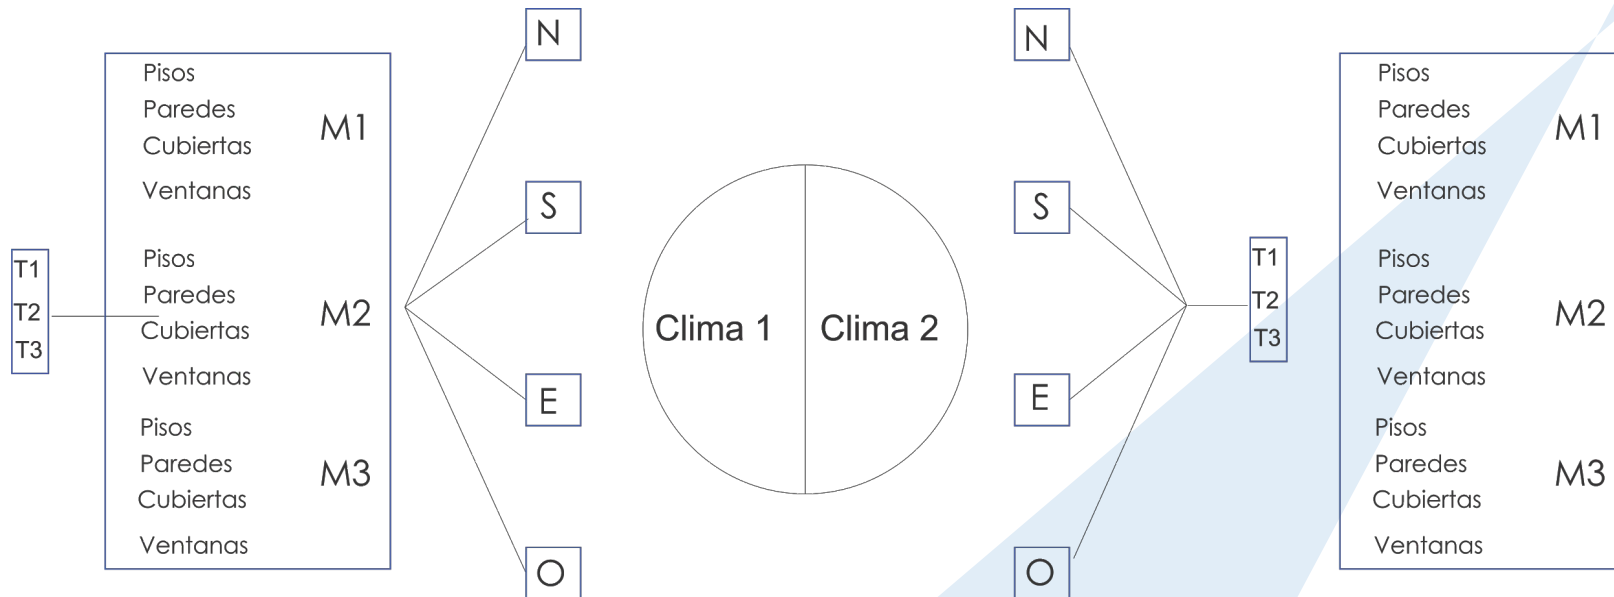 T1
T2
T3
Pisos
Paredes
Cubiertas
Ventanas
M1
Pisos
Paredes
Cubiertas
Ventanas
M2
Pisos
Paredes
Cubiertas
Ventanas
M3
N
S
E
O
Clima 1
Clima 2
N
S
E
O
T1
T2
T3
Pisos
Paredes
Cubiertas
Ventanas
M1
Pisos
Paredes
Cubiertas
Ventanas
M2
Pisos
Paredes
Cubiertas
Ventanas
M3